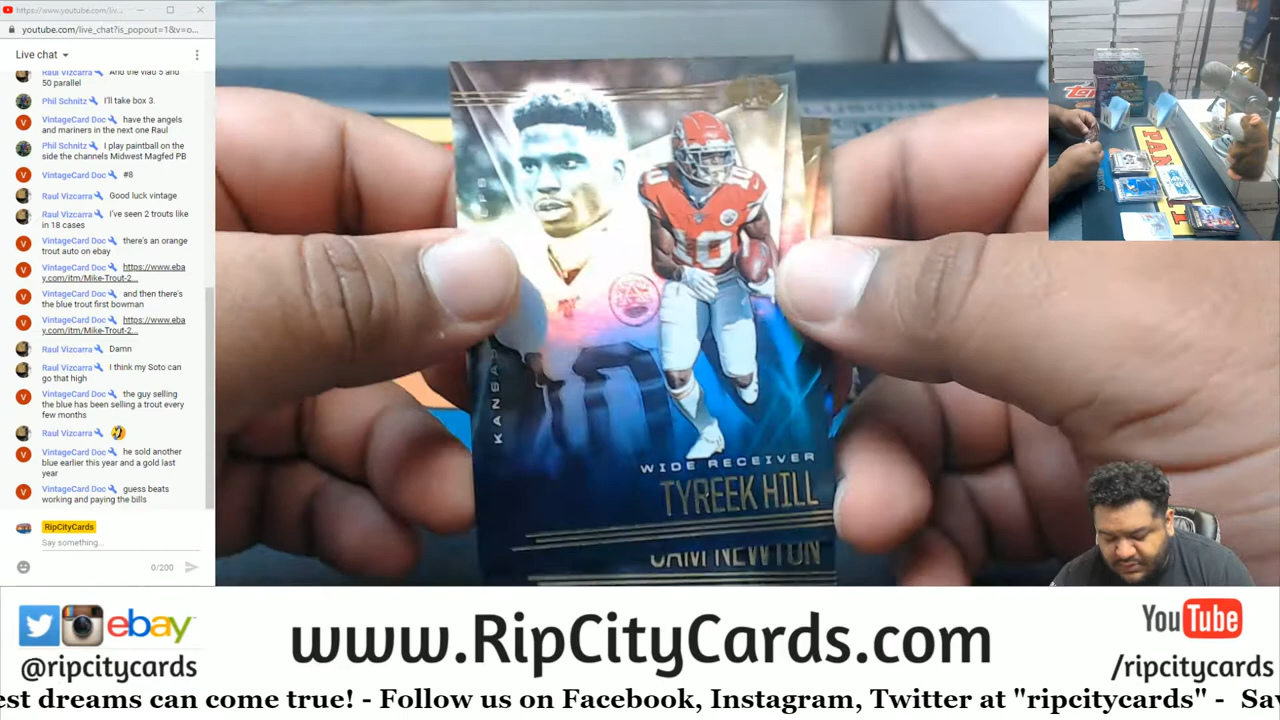 https://www.youtube.com/liv...
youtube.com/live_chat?is_popout=1&v=o...
Live chat
Raul Vizcarra And the vlad 5 and
50 parallel
Phil Schnitz I'll take box 3.
VintageCard Doc have the angels
and mariners in the next one Raul
Phil Schnitz I play paintball on the
side the channels Midwest Magfed PB
VintageCard Doc #8
Raul Vizcarra Good luck vintage
Raul Vizcarra I've seen 2 trouts like
in 18 cases
VintageCard Doc there's an orange
trout auto on ebay
VintageCard Doc https://www.eba
y.com/itm/Mike-Trout-2...
VintageCard Doc and then there's
the blue trout first bowman
VintageCard Doc https://www.eba
y.com/itm/Mike-Trout-2...
Raul Vizcarra Damn
Raul Vizcarra I think my Soto can
go that high
VintageCard Doc the guy selling
the blue has been selling a trout every
few months
Raul Vizcarra
VintageCard Doc he sold another
blue earlier this year and a gold last
year
VintageCard Doc guess beats
working and paying the bills
RipCityCards
Say something...
0/200
10
WIDE RECEIVER
TYREEK HILL
CAM NEWTON
PANINI
ebay
@ripcitycards
www.RipCityCards.com
YouTube
/ripcitycards
est dreams can come true! - Follow us on Facebook, Instagram, Twitter at "ripcitycards" - Sa